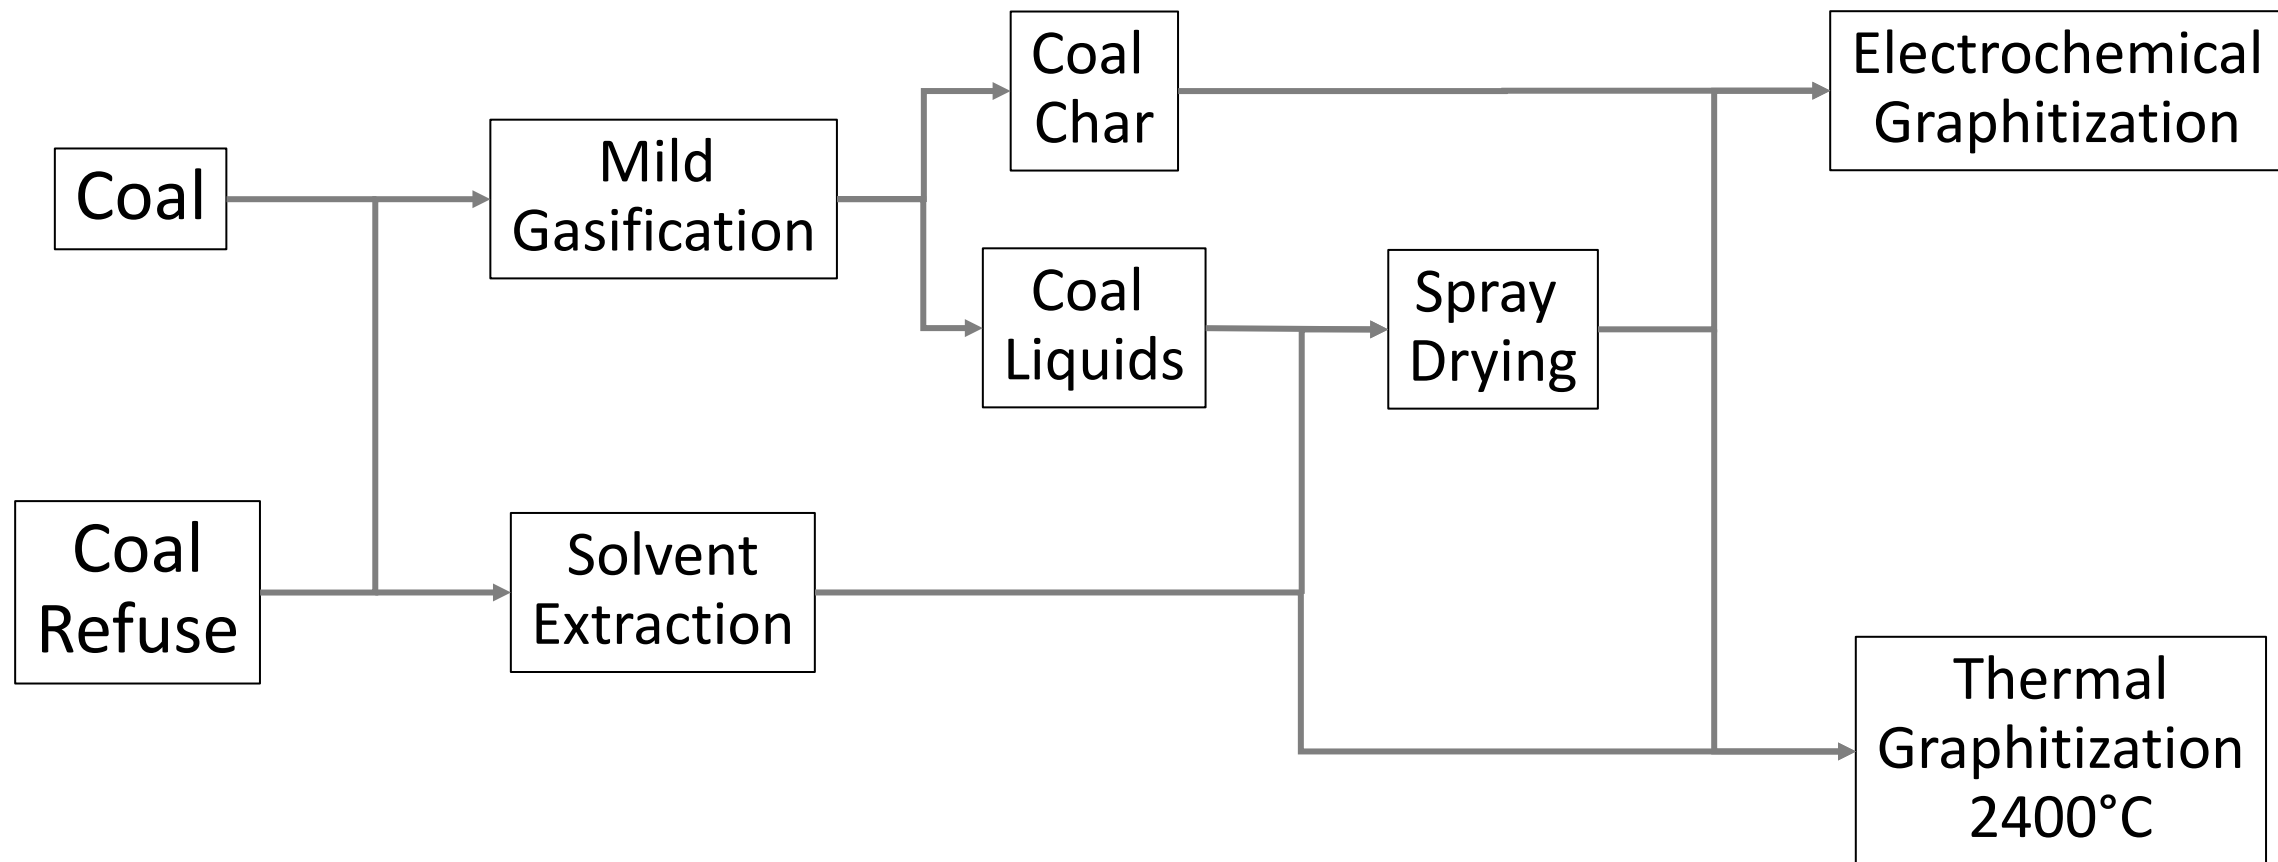 Coal
Char
Electrochemical
Graphitization
Coal
Mild
Gasification
Coal
Liquids
Spray
Drying
Coal
Refuse
Solvent
Extraction
Thermal
Graphitization
2400°C